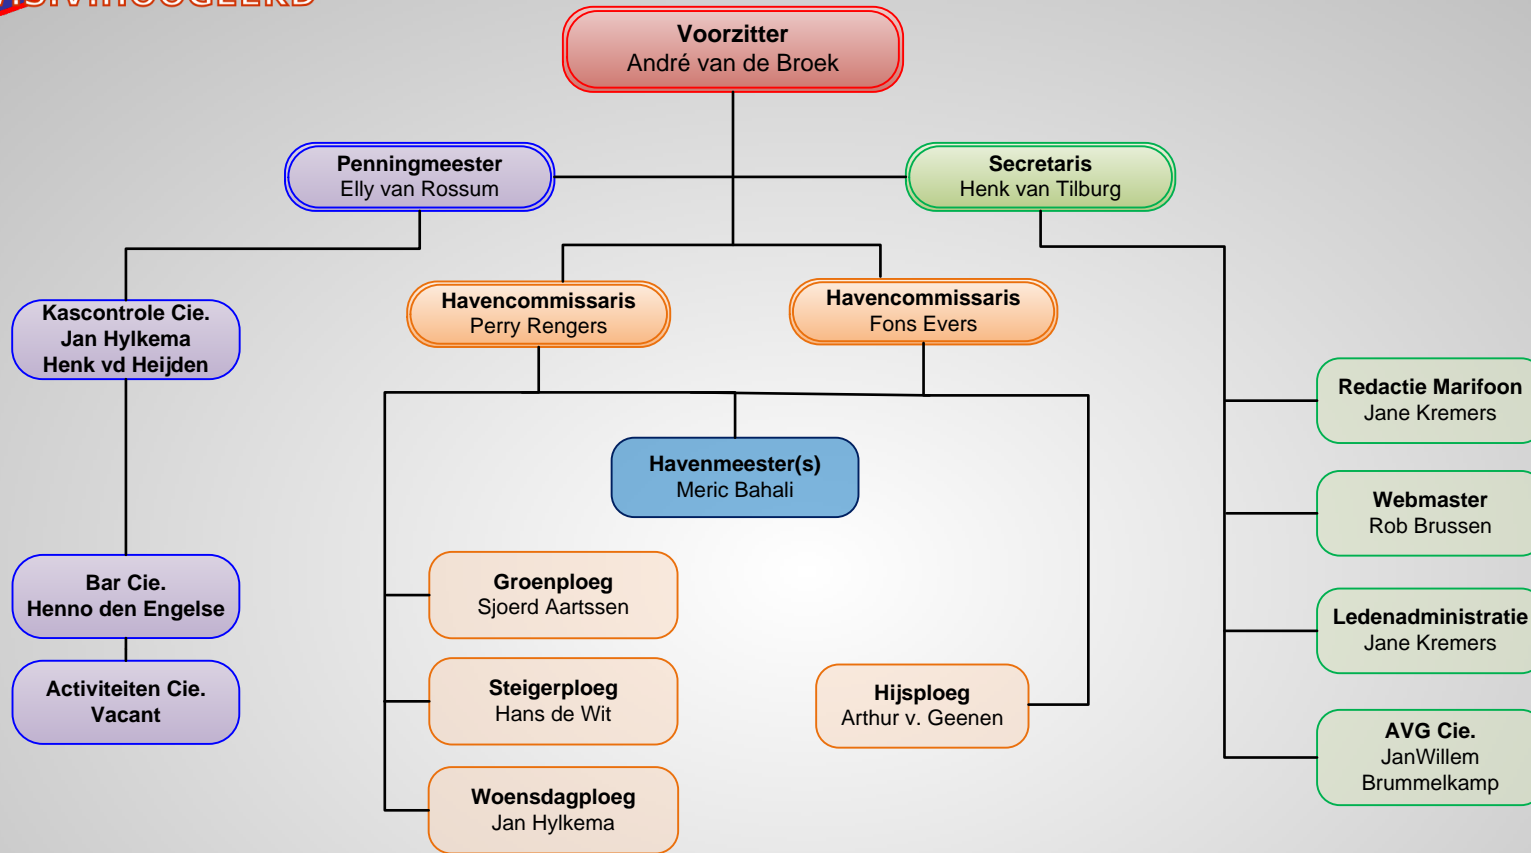 Voorzitter
André van de Broek
Penningmeester
Elly van Rossum
Secretaris
Henk van Tilburg
Havencommissaris
Perry Rengers
Havencommissaris
Fons Evers
Kascontrole Cie.
Jan Hylkema
Henk vd Heijden
Redactie Marifoon
Jane Kremers
Havenmeester(s)
Meric Bahali
Webmaster
Rob Brussen
Bar Cie.
Henno den Engelse
Groenploeg
Sjoerd Aartssen
Ledenadministratie
Jane Kremers
Activiteiten Cie.
Vacant
Steigerploeg
Hans de Wit
Hijsploeg
Arthur v. Geenen
AVG Cie.
JanWillem
Brummelkamp
Woensdagploeg
Jan Hylkema